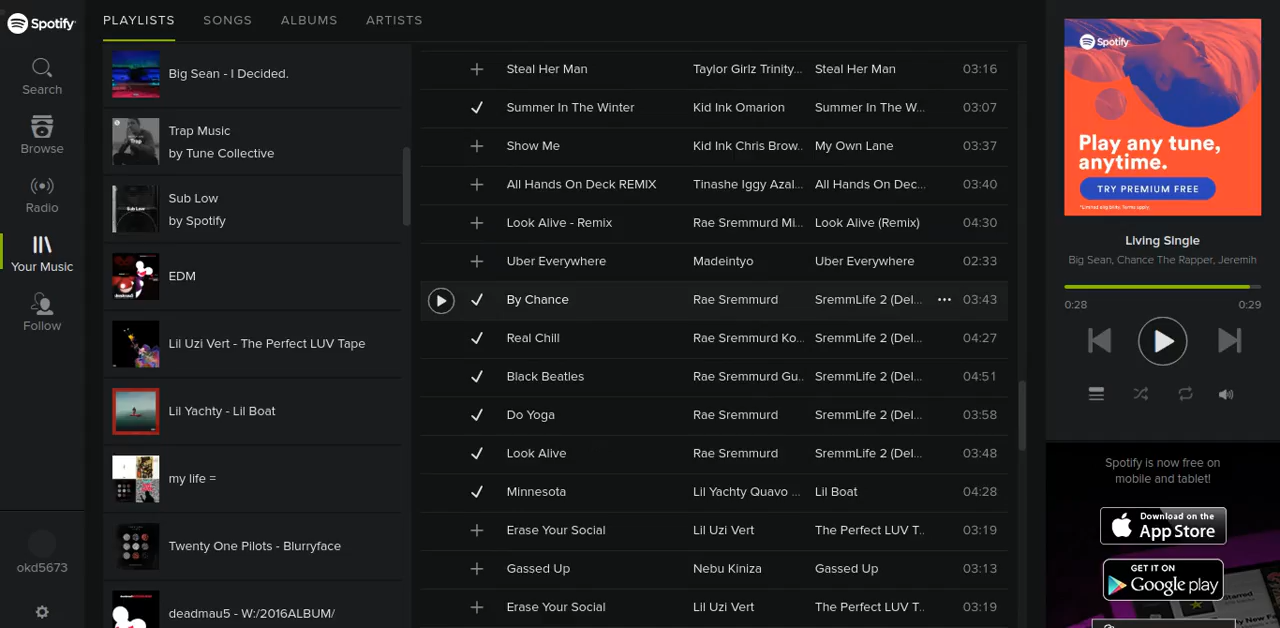 Spotify
Search
Browse
Radio
Your Music
Follow
okd5673
PLAYLISTS SONGS ALBUMS ARTISTS
Big Sean - I Decided.
Trap Music
by Tune Collective
Sub Low
by Spotify
EDM
Lil Uzi Vert - The Perfect LUV Tape
Lil Yachty - Lil Boat
my life =
Twenty One Pilots - Blurryface
deadmau5 - W:/2016ALBUM/
Steal Her Man Taylor Girlz Trinity... Steal Her Man 03:16
Summer In The Winter Kid Ink Omarion Summer In The W... 03:07
Show Me Kid Ink Chris Brow... My Own Lane 03:37
All Hands On Deck REMIX Tinashe Iggy Azal... All Hands On Dec... 03:40
Look Alive - Remix Rae Sremmurd Mi... Look Alive (Remix) 04:30
Uber Everywhere Madeintyo Uber Everywhere 02:33
By Chance Rae Sremmurd SremmLife 2 (Del... ••• 03:43
Real Chill Rae Sremmurd Ko... SremmLife 2 (Del... 04:27
Black Beatles Rae Sremmurd Gu... SremmLife 2 (Del... 04:51
Do Yoga Rae Sremmurd SremmLife 2 (Del... 03:58
Look Alive Rae Sremmurd SremmLife 2 (Del... 03:48
Minnesota Lil Yachty Quavo ... Lil Boat 04:28
Erase Your Social Lil Uzi Vert The Perfect LUV T... 03:19
Gassed Up Nebu Kiniza Gassed Up 03:13
Erase Your Social Lil Uzi Vert The Perfect LUV T... 03:19
Spotify
Play any tune,
anytime.
TRY PREMIUM FREE
Living Single
Big Sean, Chance The Rapper, Jeremih
0:28 0:29
Spotify is now free on
mobile and tablet!
Download on the
App Store
GET IT ON
Google play